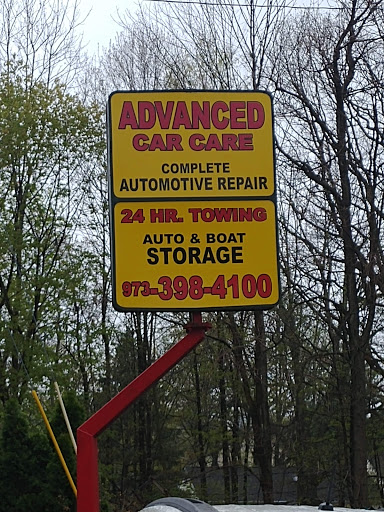 ADVANCED
CAR CARE
COMPLETE
AUTOMOTIVE REPAIR
24 HR. TOWING
AUTO & BOAT
STORAGE
973-398-4100